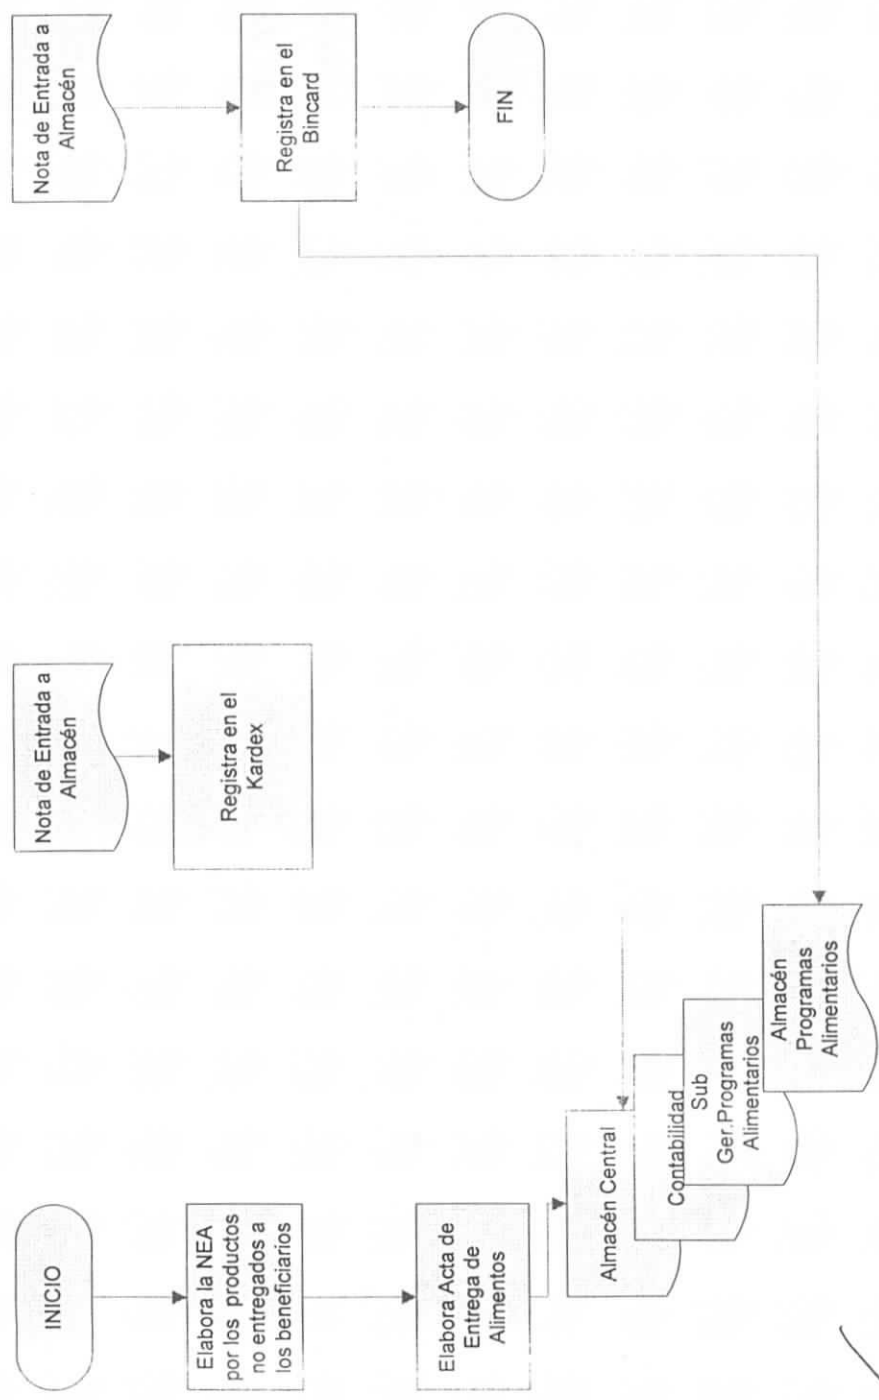 INICIO
Elabora la NEA
por los productos
no entregados a
los beneficiarios
Elabora Acta de
Entrega de
Alimentos
Almacén Central
Contabilidad
Sub
Ger.Programas
Alimentarios
Almacén
Programas
Alimentarios
Nota de Entrada a
Almacén
Registra en el
Kardex
Nota de Entrada a
Almacén
Registra en el
Bincard
FIN